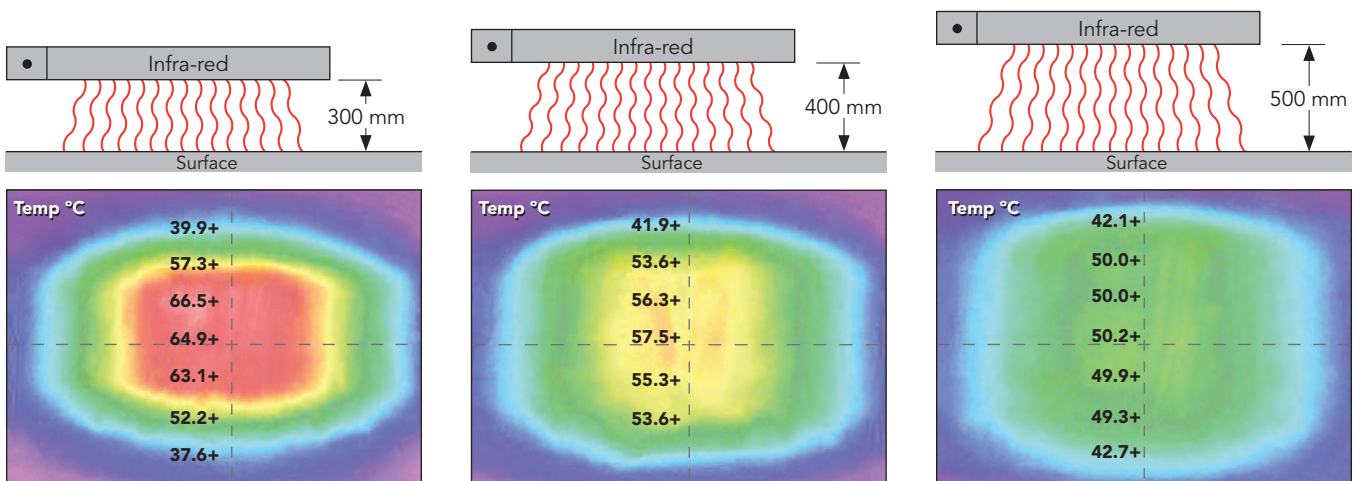 Infra-red
300 mm
Surface
Temp °C
39.9+
57.3+
66.5+
64.9+
63.1+
52.2+
37.6+
Infra-red
400 mm
Surface
Temp °C
41.9+
53.6+
56.3+
57.5+
55.3+
53.6+
Infra-red
500 mm
Surface
Temp °C
42.1+
50.0+
50.0+
50.2+
49.9+
49.3+
42.7+